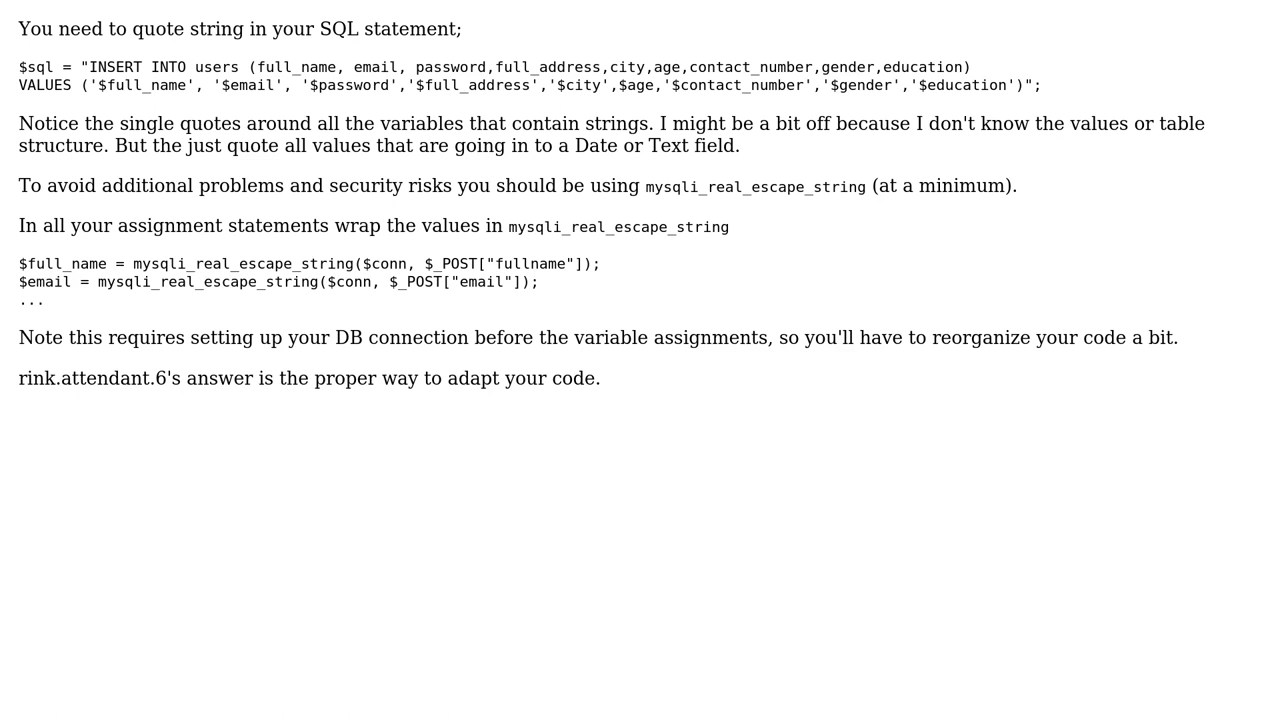 You need to quote string in your SQL statement;
$sql = "INSERT INTO users (full_name, email, password,full_address,city,age,contact_number,gender,education)
VALUES ('$full_name', '$email', '$password','$full_address','$city',$age,'$contact_number','$gender','$education')";
Notice the single quotes around all the variables that contain strings. I might be a bit off because I don't know the values or table
structure. But the just quote all values that are going in to a Date or Text field.
To avoid additional problems and security risks you should be using mysqli_real_escape_string (at a minimum).
In all your assignment statements wrap the values in mysqli_real_escape_string
$full_name = mysqli_real_escape_string($conn, $_POST["fullname"]);
$email = mysqli_real_escape_string($conn, $_POST["email"]);
...
Note this requires setting up your DB connection before the variable assignments, so you'll have to reorganize your code a bit.
rink.attendant.6's answer is the proper way to adapt your code.